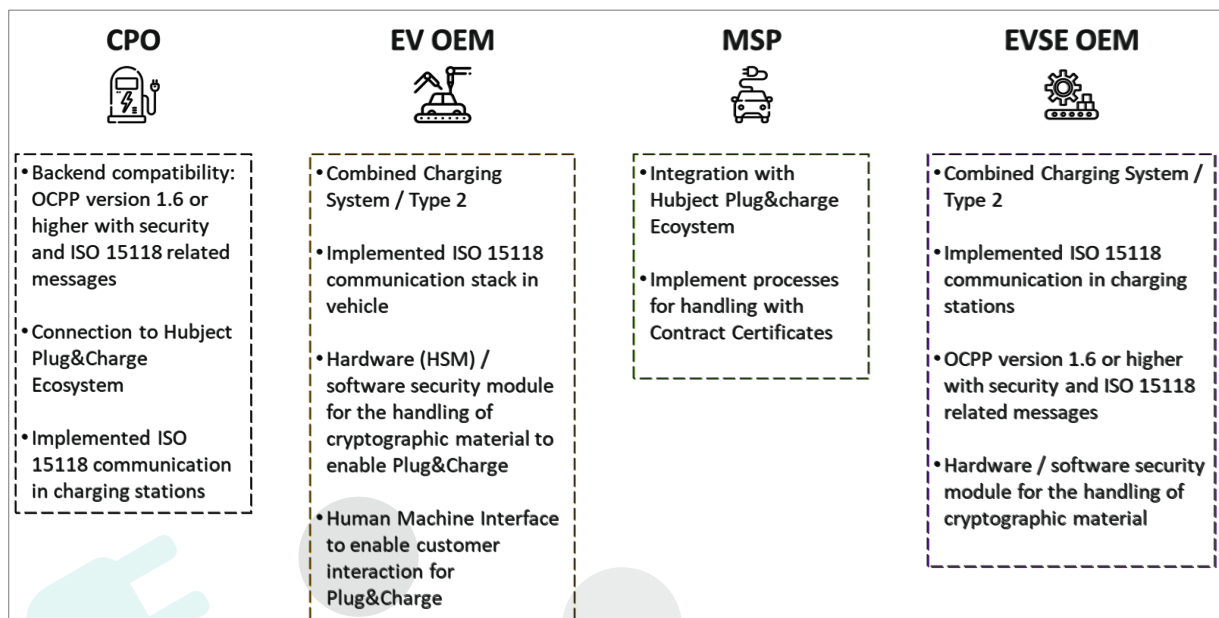 CPO
• Backend compatibility:
OCPP version 1.6 or
higher with security
and ISO 15118 related
messages
• Connection to Hubject
Plug&Charge
Ecosystem
• Implemented ISO
15118 communication
in charging stations
EV OEM
• Combined Charging
System / Type 2
• Implemented ISO 15118
communication stack in
vehicle
• Hardware (HSM) /
software security module
for the handling of
cryptographic material to
enable Plug&Charge
• Human Machine Interface
to enable customer
interaction for
Plug&Charge
MSP
• Integration with
Hubject Plug&charge
Ecoystem
• Implement processes
for handling with
Contract Certificates
EVSE OEM
• Combined Charging System /
Type 2
• Implemented ISO 15118
communication in charging
stations
• OCPP version 1.6 or higher
with security and ISO 15118
related messages
• Hardware / software security
module for the handling of
cryptographic material